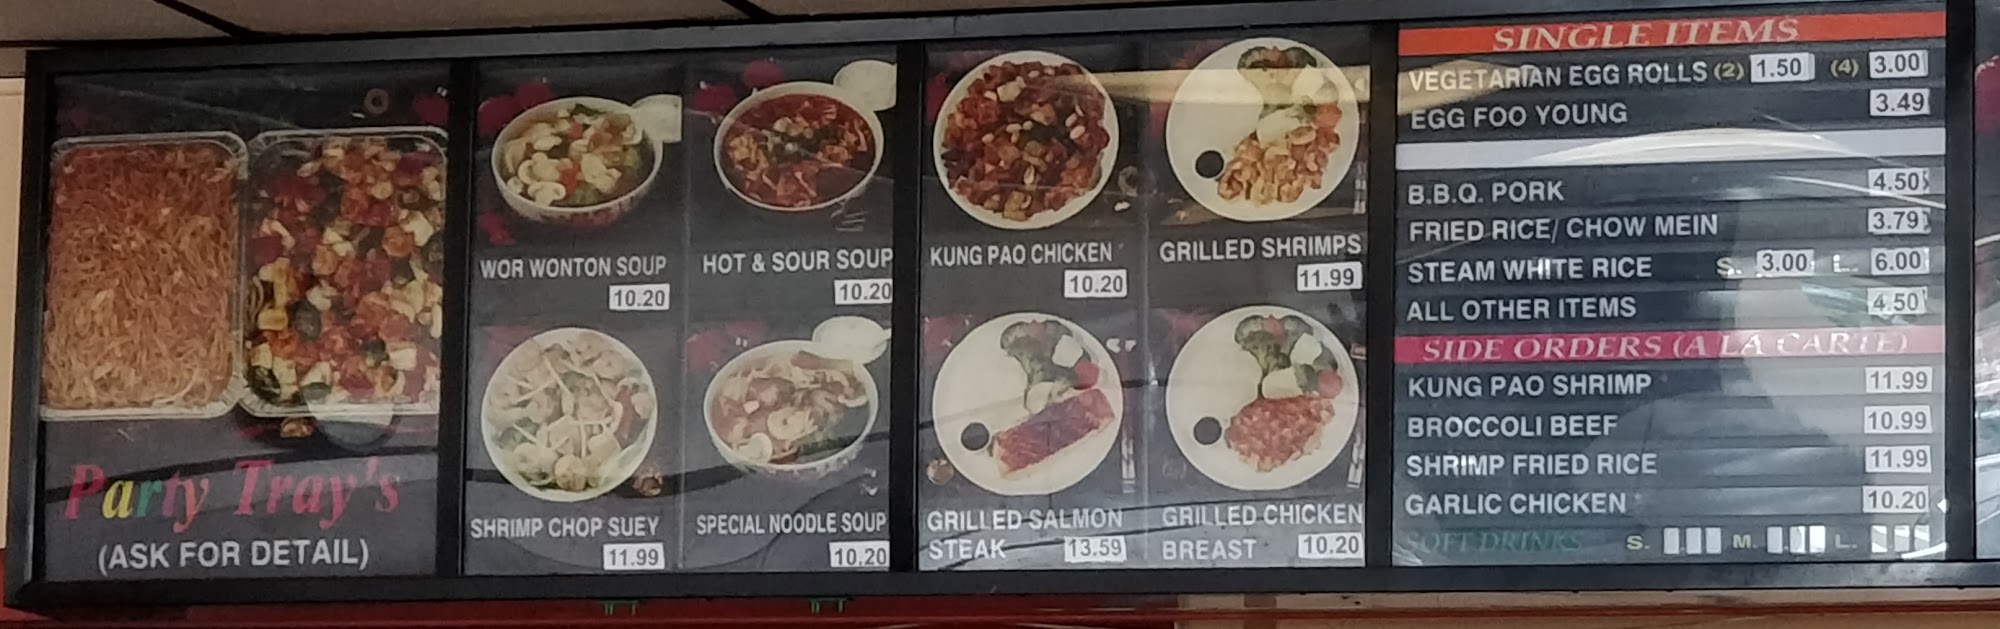 Party Tray's
(ASK FOR DETAIL)
WOR WONTON SOUP
10.20
HOT & SOUR SOUP
10.20
SHRIMP CHOP SUEY
11.99
SPECIAL NOODLE SOUP
10.20
KUNG PAO CHICKEN
10.20
GRILLED SHRIMPS
11.99
GRILLED SALMON
STEAK 13.59
GRILLED CHICKEN
BREAST 10.20
SINGLE ITEMS
VEGETARIAN EGG ROLLS (2) 1.50 (4) 3.00
EGG FOO YOUNG 3.49
B.B.Q. PORK 4.50
FRIED RICE/ CHOW MEIN 3.79
STEAM WHITE RICE S. 3.00 L. 6.00
ALL OTHER ITEMS 4.50
SIDE ORDERS (A LA CARTE)
KUNG PAO SHRIMP 11.99
BROCCOLI BEEF 10.99
SHRIMP FRIED RICE 11.99
GARLIC CHICKEN 10.20
SOFT DRINKS S. M. L.